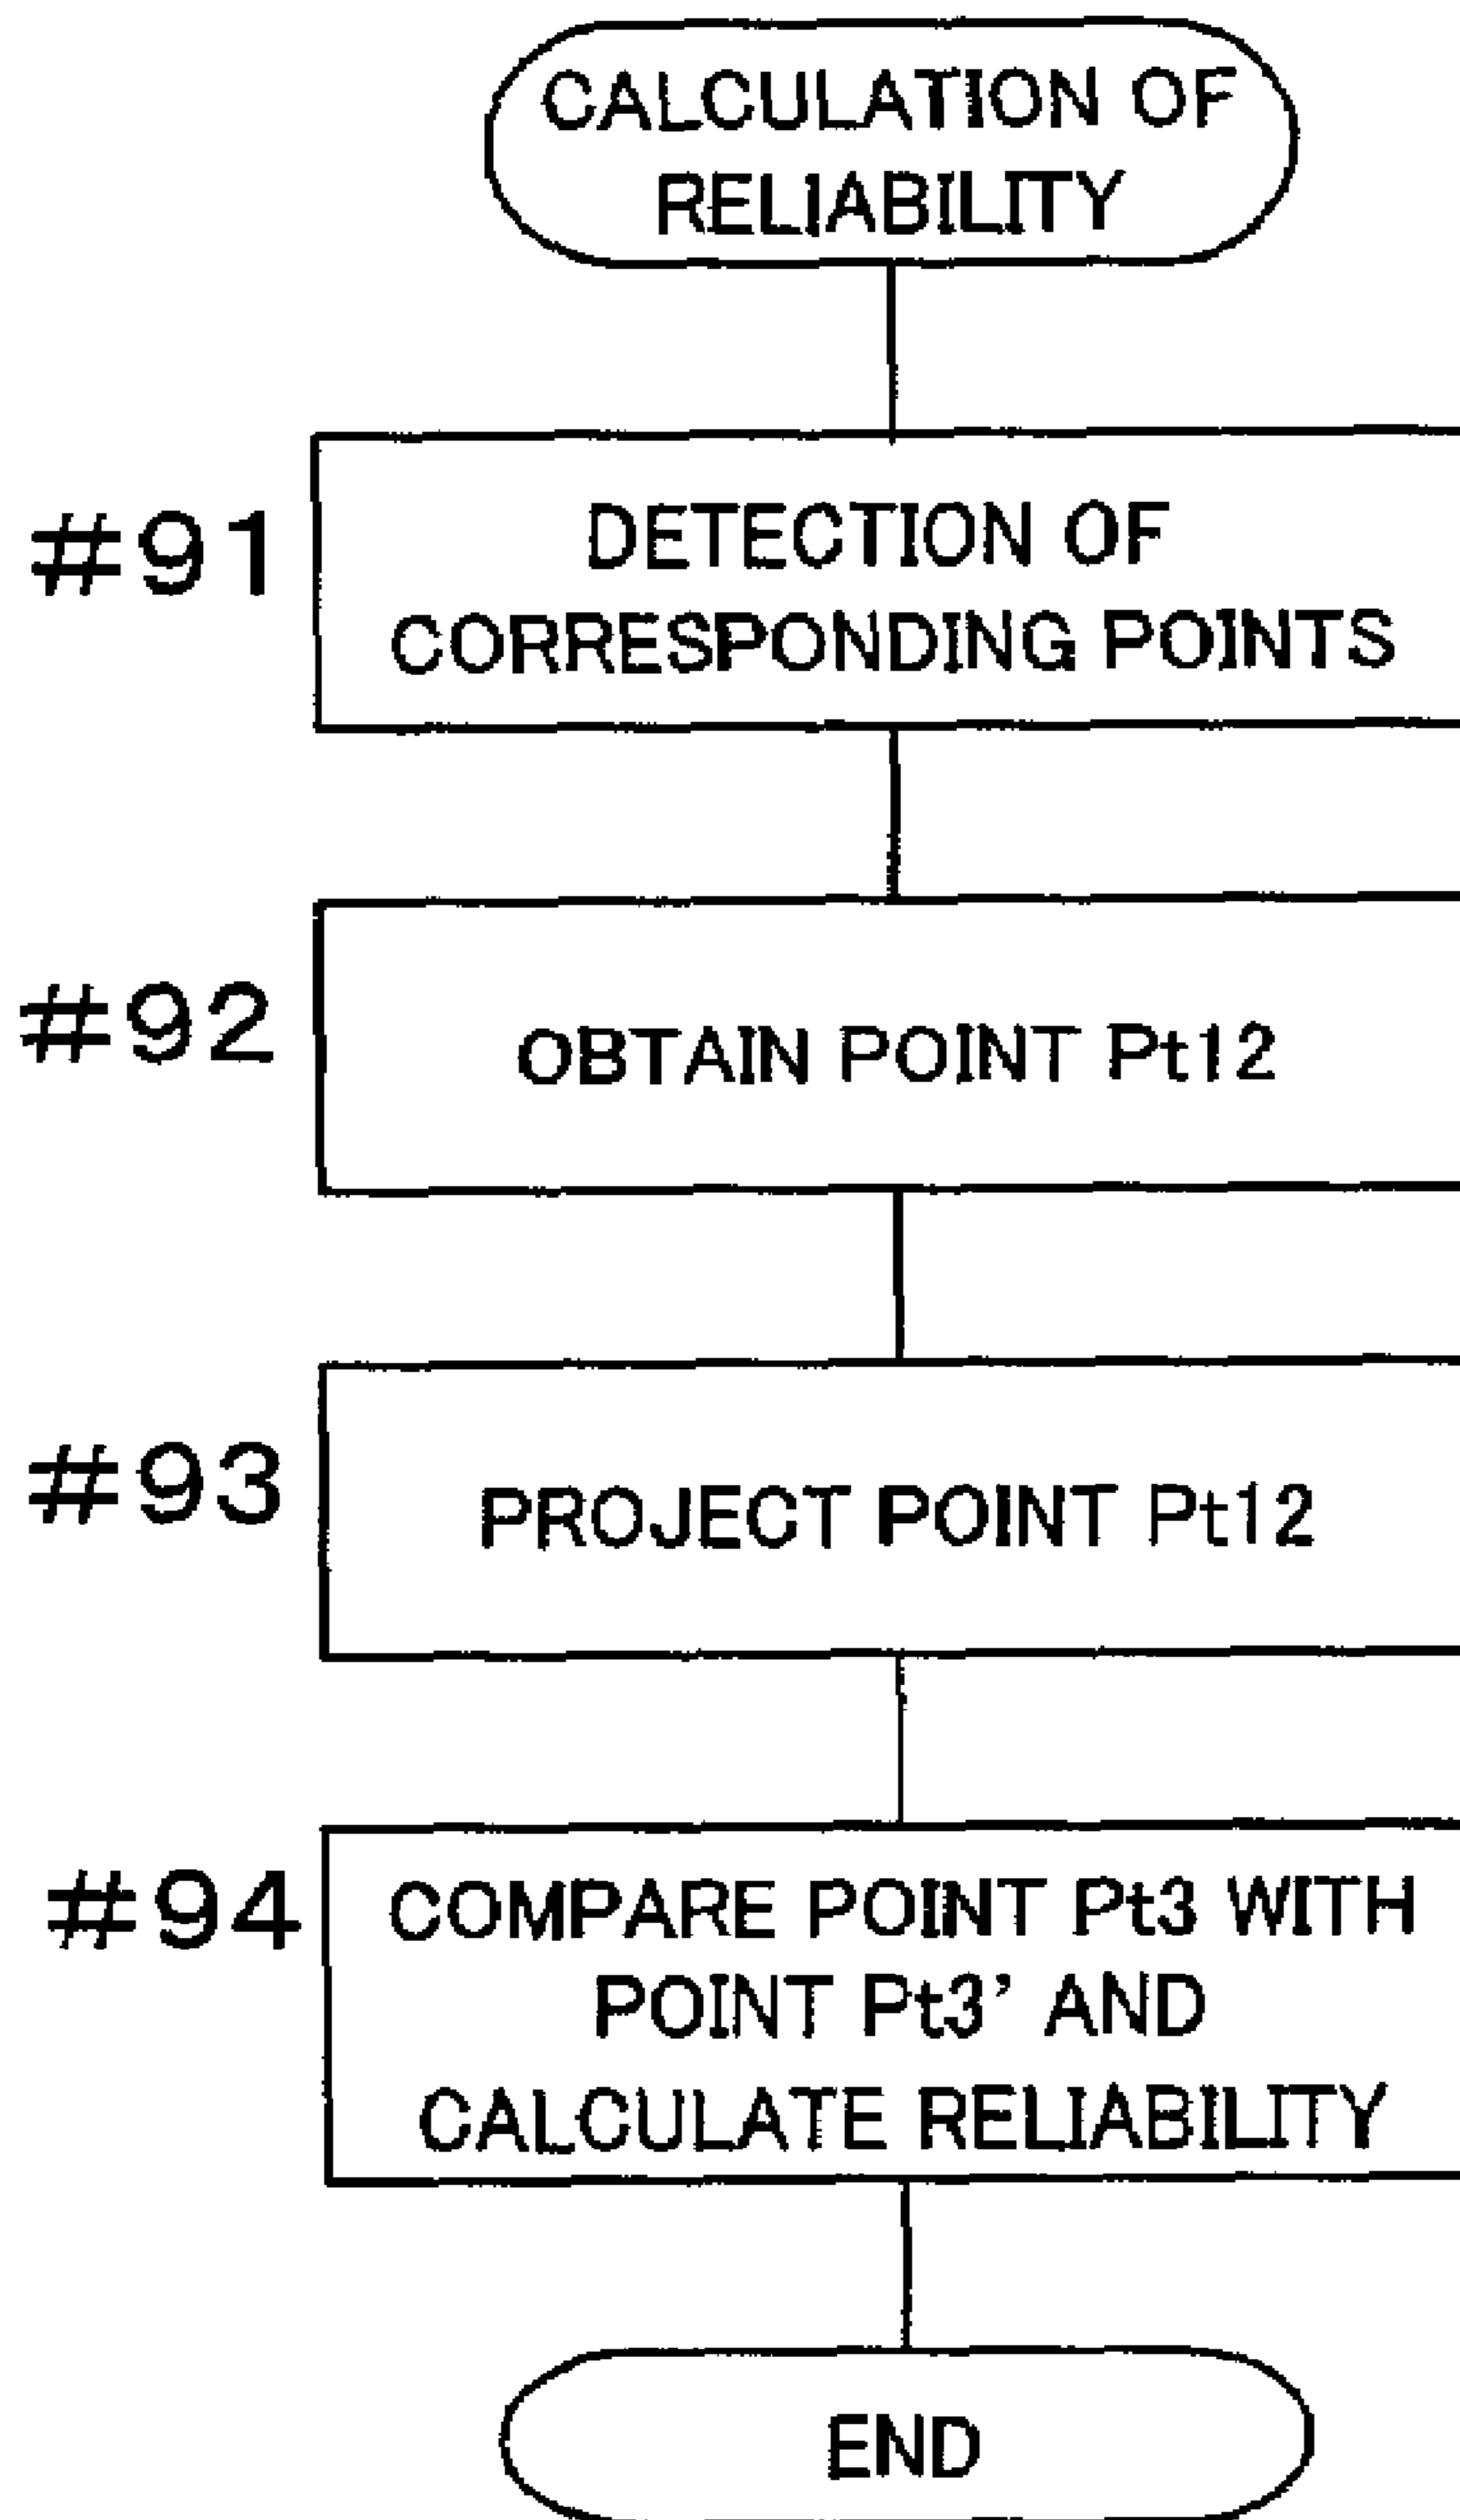 CALCULATION OF
RELIABILITY
#91
DETECTION OF
CORRESPONDING POINTS
#92
OBTAIN POINT Pt12
#93
PROJECT POINT Pt12
#94
COMPARE POINT Pt3 WITH
POINT Pt3' AND
CALCULATE RELIABILITY
END